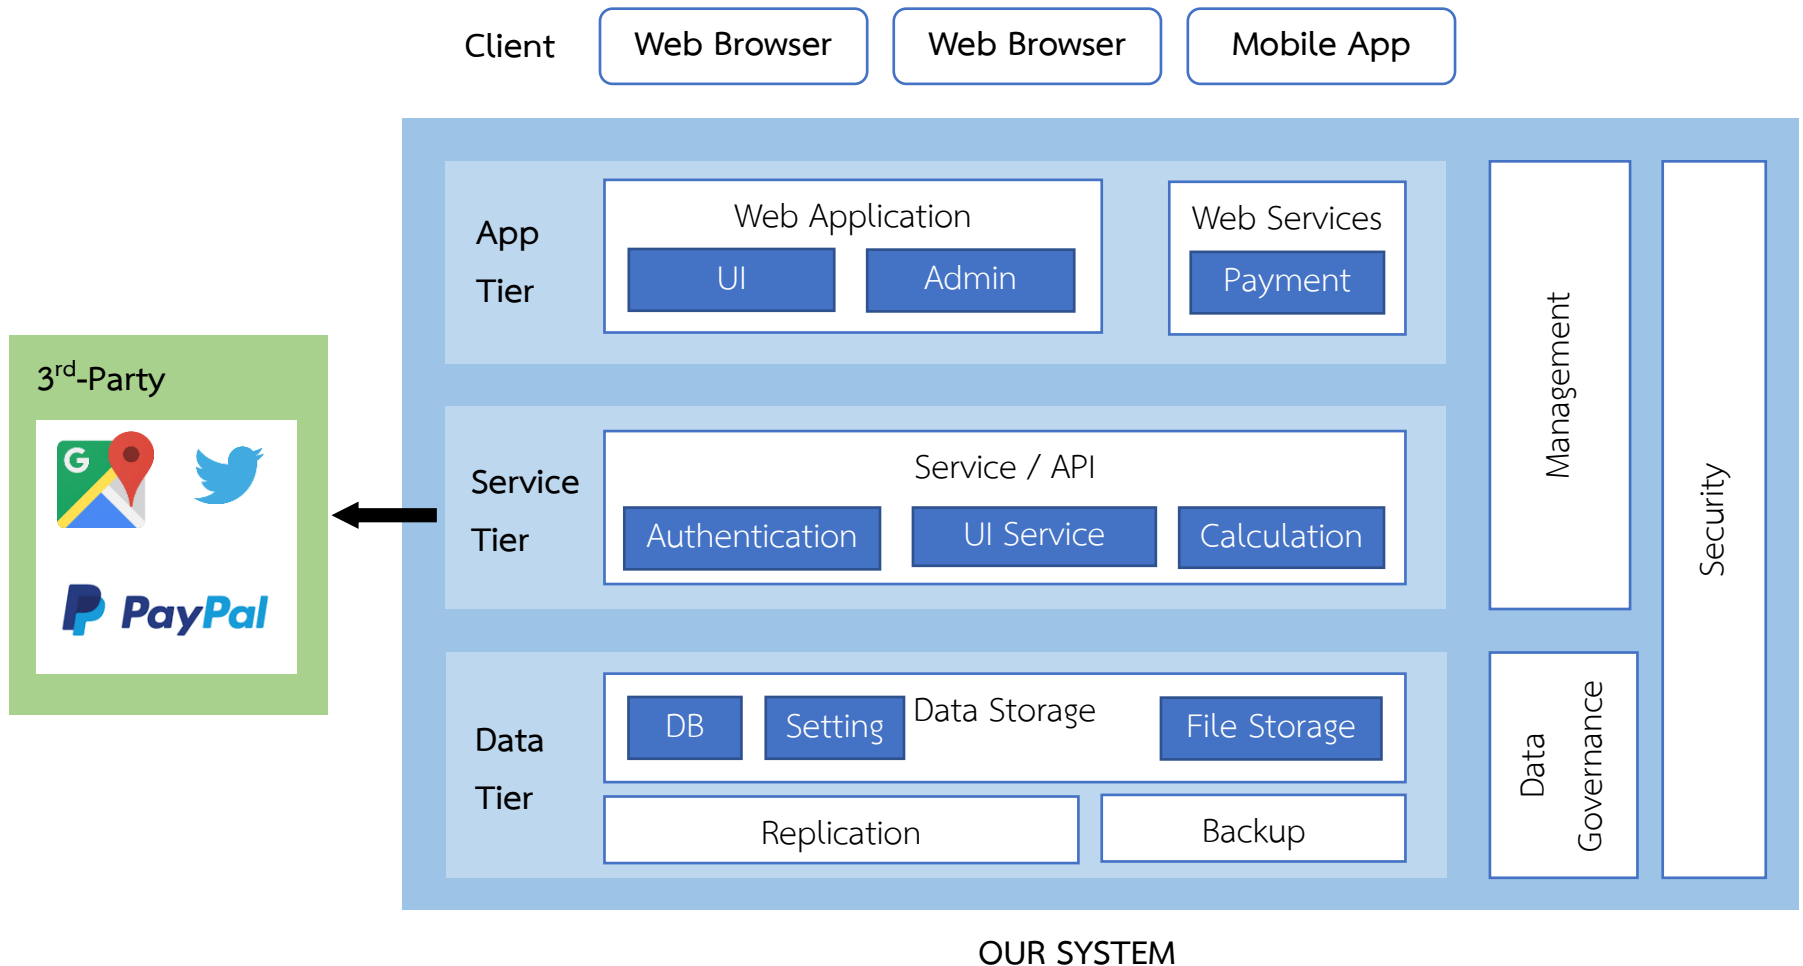 Client
Web Browser
Web Browser
Mobile App
App
Tier
Web Application
UI
Admin
Web Services
Payment
Management
Security
3rd-Party
G
PayPal
Service
Tier
Service / API
Authentication
UI Service
Calculation
Data
Tier
DB
Setting
Data Storage
File Storage
Replication
Backup
Data
Governance
OUR SYSTEM